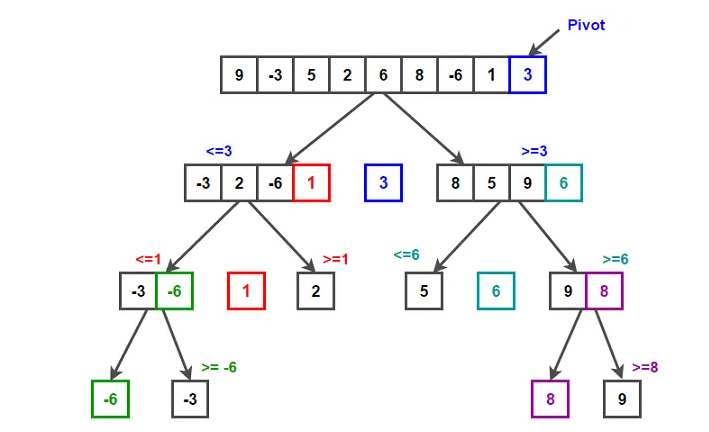 Pivot
9 -3 5 2 6 8 -6 1 3
<=3 >=3
-3 2 -6 1 3 8 5 9 6
<=1 >=1 <=6 >=6
-3 -6 1 2 5 6 9 8
>= -6 >=8
-6 -3 8 9